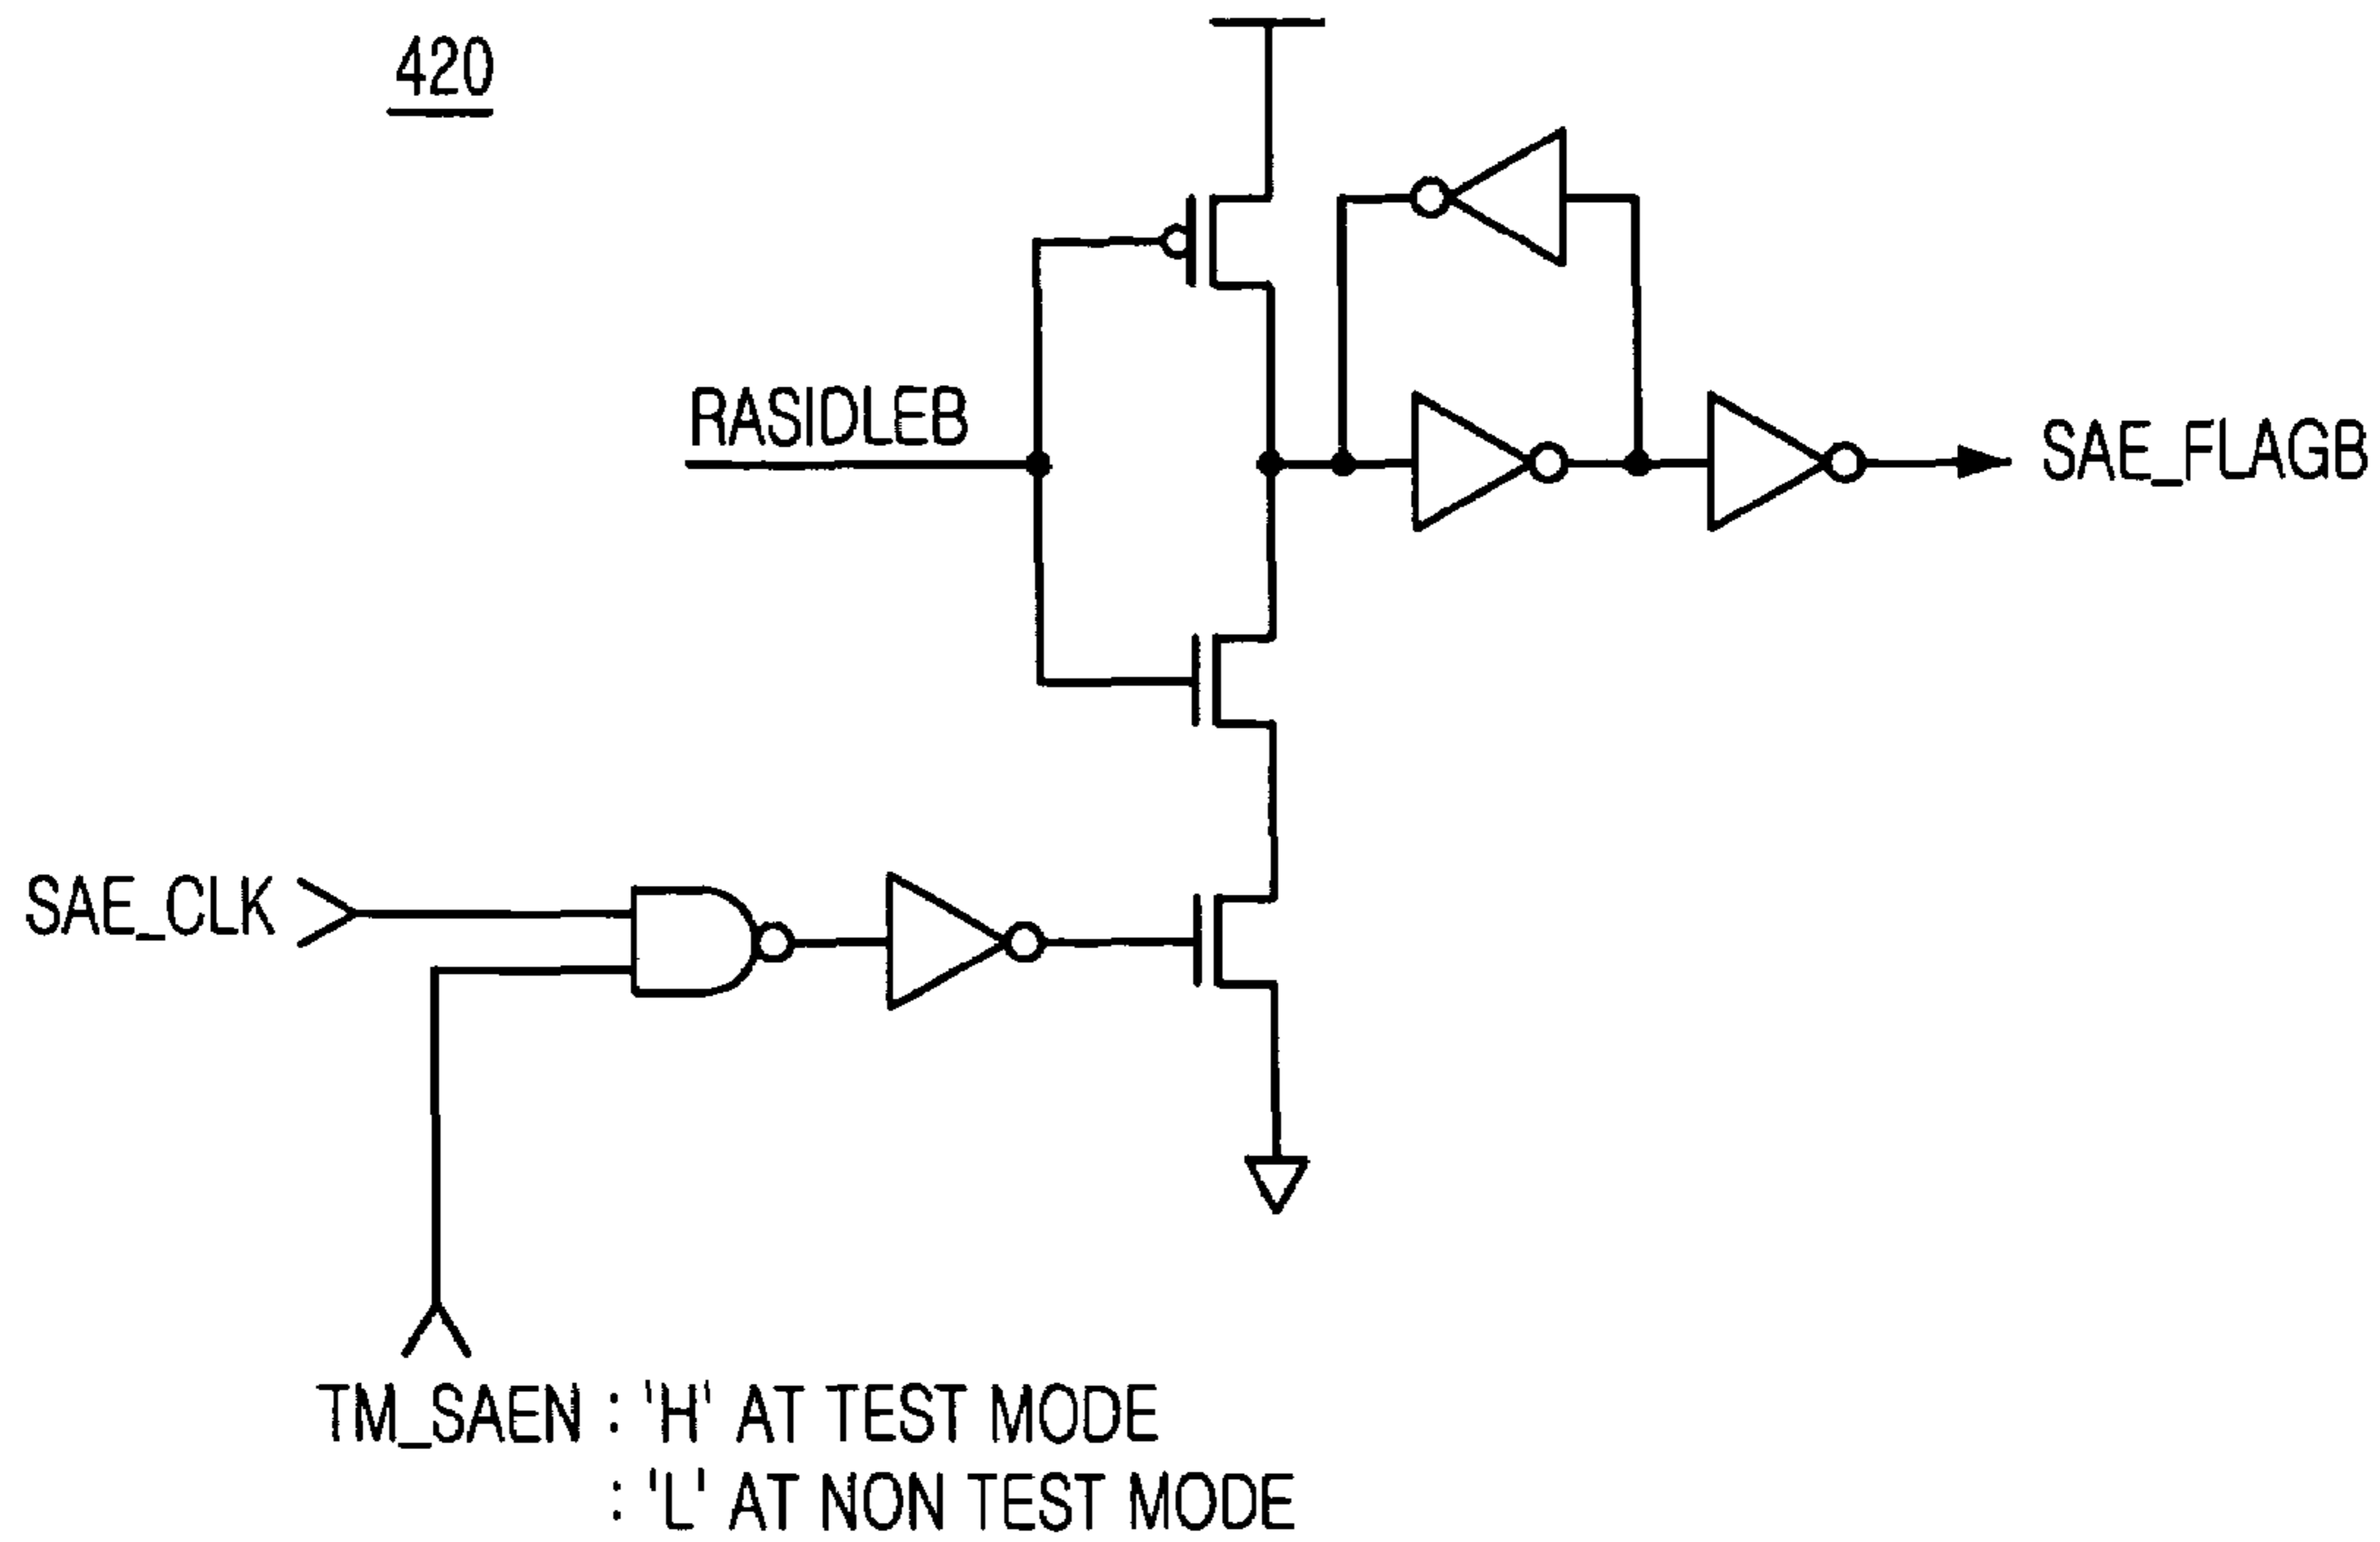 420
RASIDLEB
SAE_FLAGB
SAE_CLK
TM_SAEN : 'H' AT TEST MODE
: 'L' AT NON TEST MODE